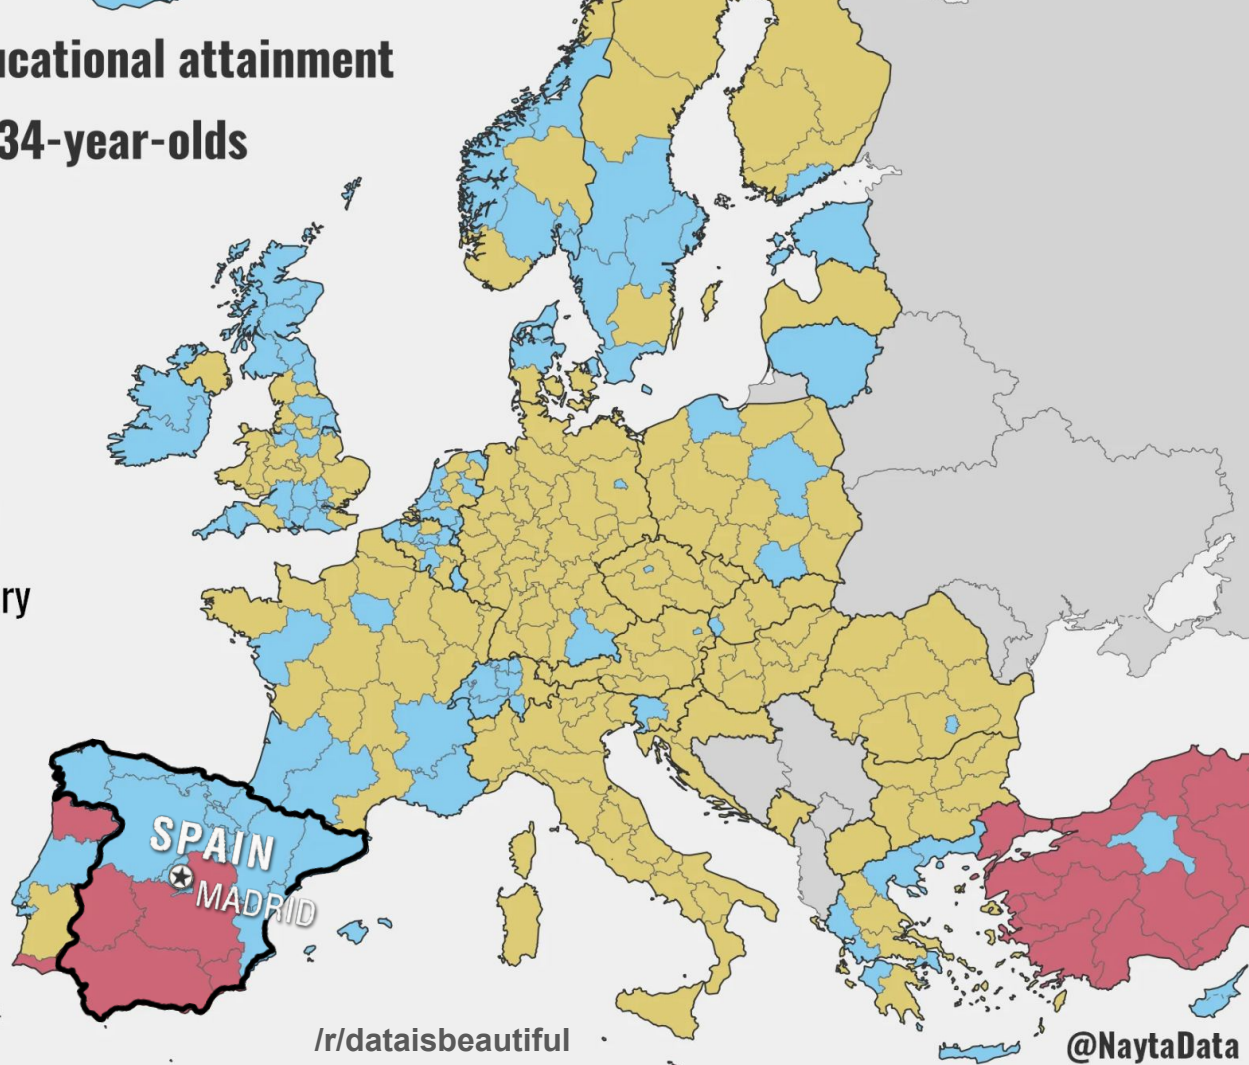 ucational attainment
34-year-olds
ry
SPAIN
MADRID
/r/dataisbeautiful
@NaytaData